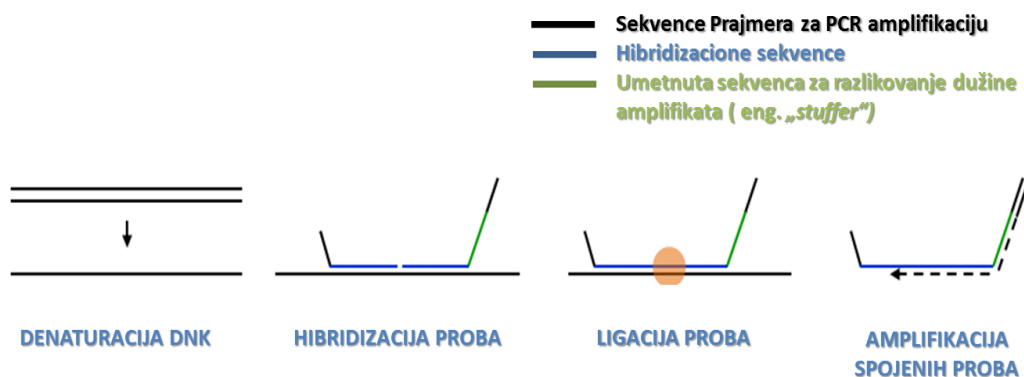 Sekvence Prajmera za PCR amplifikaciju
Hibridizacione sekvence
Umetnuta sekvenca za razlikovanje dužine
amplifikata ( eng. „stuffer“)
DENATURACIJA DNK
HIBRIDIZACIJA PROBA
LIGACIJA PROBA
AMPLIFIKACIJA
SPOJENIH PROBA